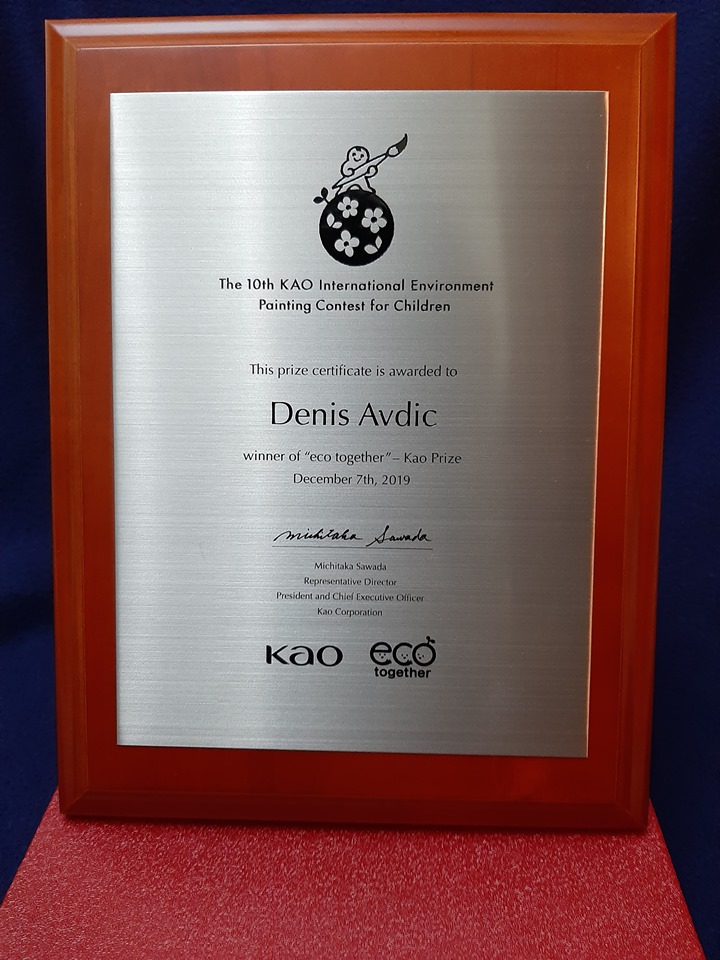 The 10th KAO International Environment
Painting Contest for Children
This prize certificate is awarded to
Denis Avdic
winner of “eco together”– Kao Prize
December 7th, 2019
Michitaka Sawada
Michitaka Sawada
Representative Director
President and Chief Executive Officer
Kao Corporation
Kao eco
together